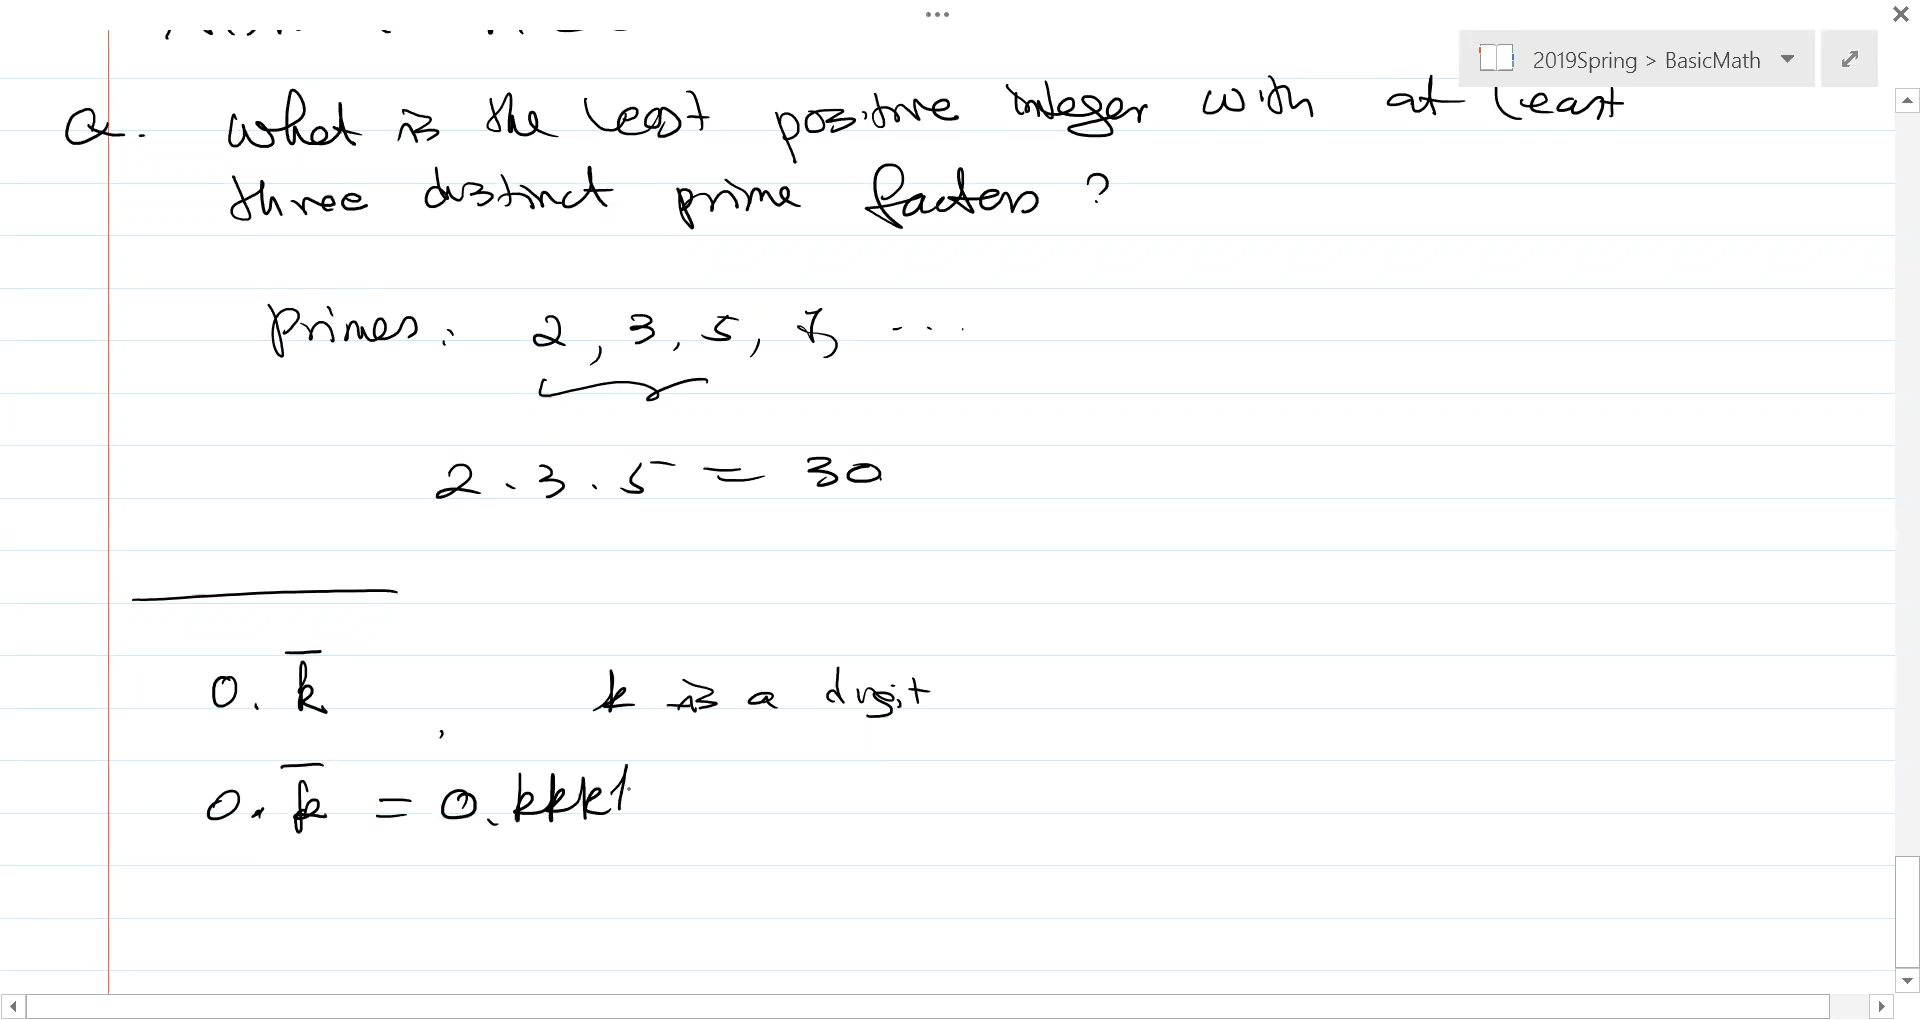 2019Spring > BasicMath
Q. What is the least positive integer with at least
three distinct prime factors ?
primes: 2, 3, 5, 7, ...
2 · 3 · 5 = 30
0.k̅ , k is a digit
0.k̅ = 0.kkk